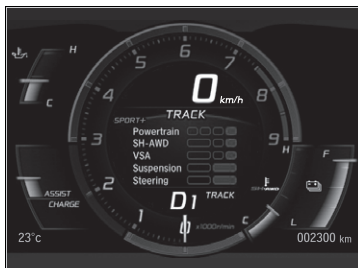 H
C
5
6
7
4
8
3
9
2
1
0
0 km/h
TRACK
SPORT+
Powertrain
SH-AWD
VSA
Suspension
Steering
D1 TRACK
x1000r/min
H
C
F
L
ASSIST
CHARGE
23°c
002300 km